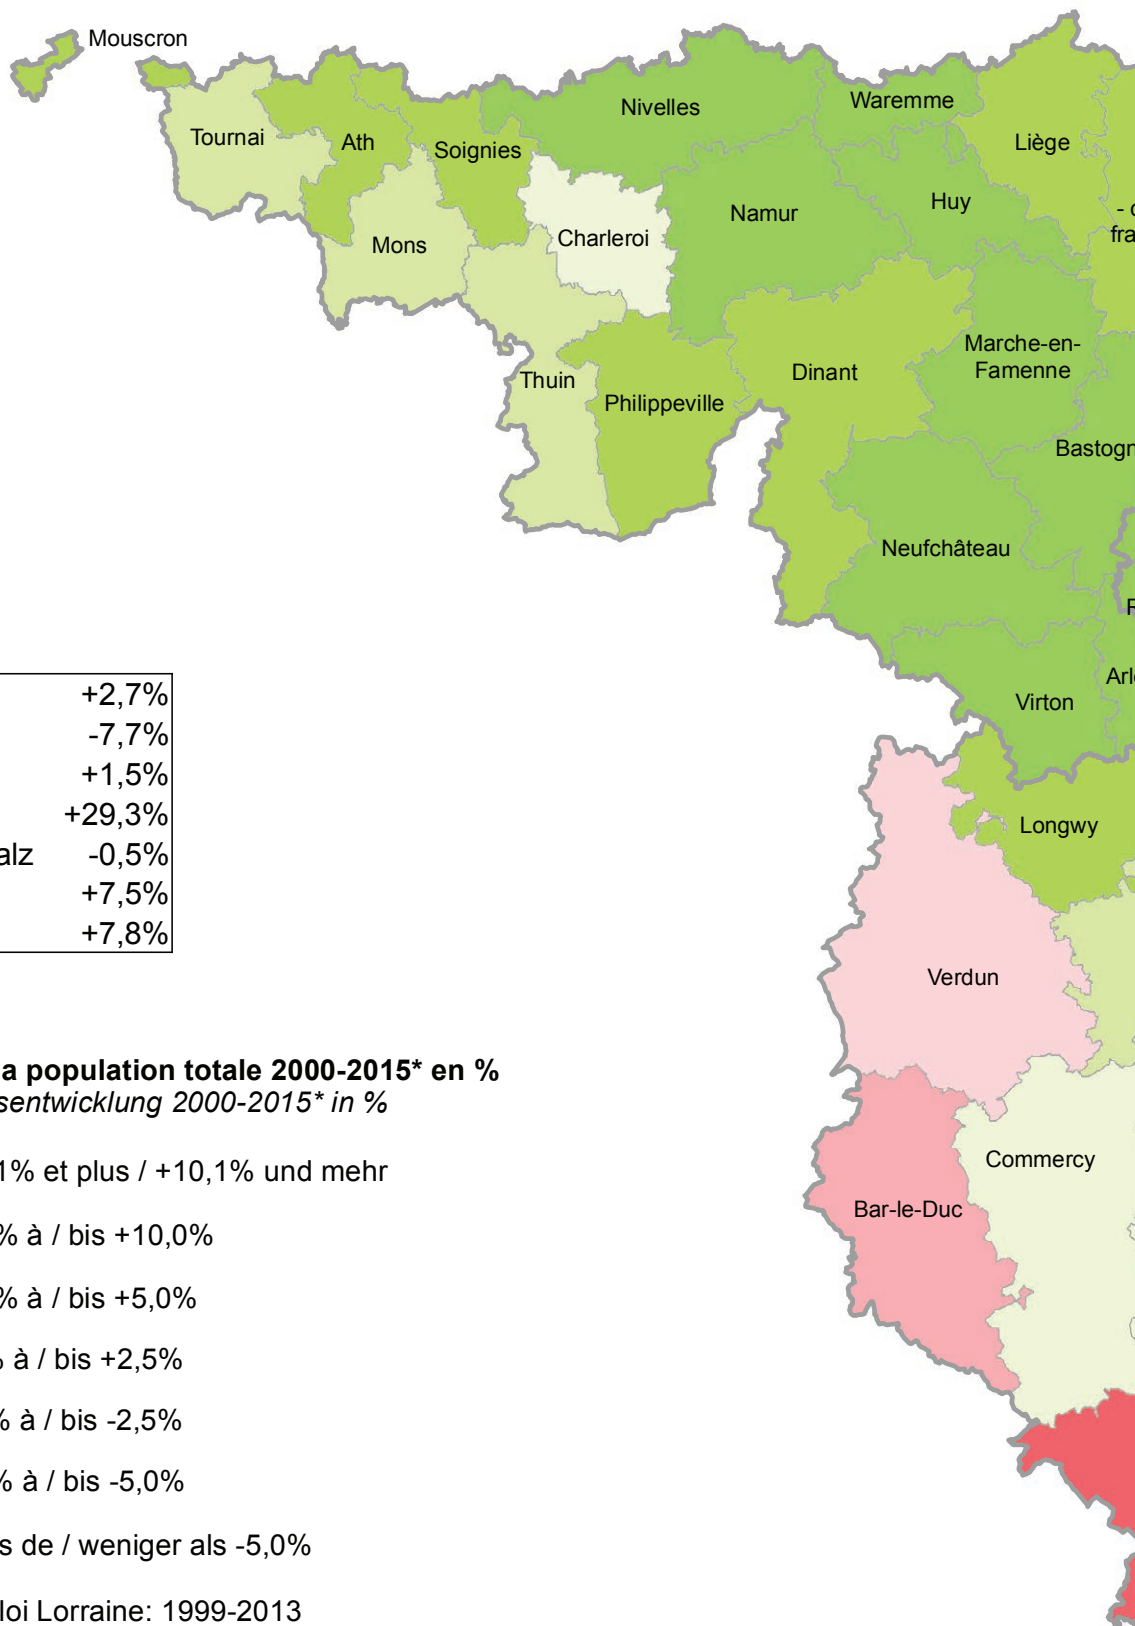 Mouscron
Tournai
Ath
Soignies
Nivelles
Waremme
Liège
Mons
Charleroi
Namur
Huy
- c
fra
Thuin
Philippeville
Dinant
Marche-en-
Famenne
Bastogn
Neufchâteau
Virton
Arl
Longwy
Verdun
Commercy
Bar-le-Duc
+2,7%
-7,7%
+1,5%
+29,3%
alz -0,5%
+7,5%
+7,8%
a population totale 2000-2015* en %
sentwicklung 2000-2015* in %
1% et plus / +10,1% und mehr
% à / bis +10,0%
% à / bis +5,0%
% à / bis +2,5%
% à / bis -2,5%
% à / bis -5,0%
s de / weniger als -5,0%
loi Lorraine: 1999-2013